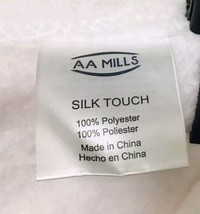 AA MILLS
SILK TOUCH
100% Polyester
100% Poliester
Made in China
Hecho en China